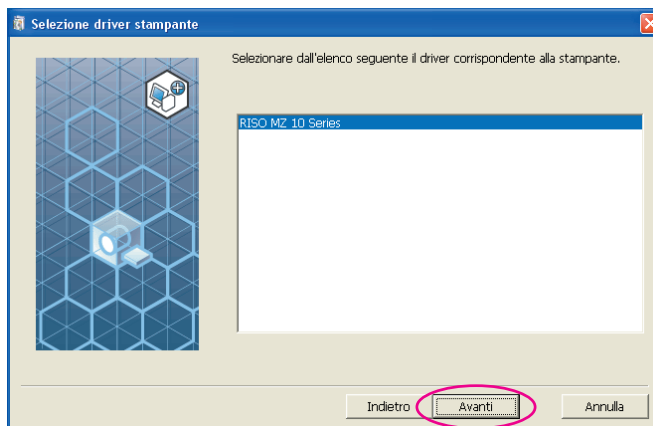 Selezione driver stampante
Selezionare dall'elenco seguente il driver corrispondente alla stampante.
RISO MZ 10 Series
Indietro Avanti Annulla